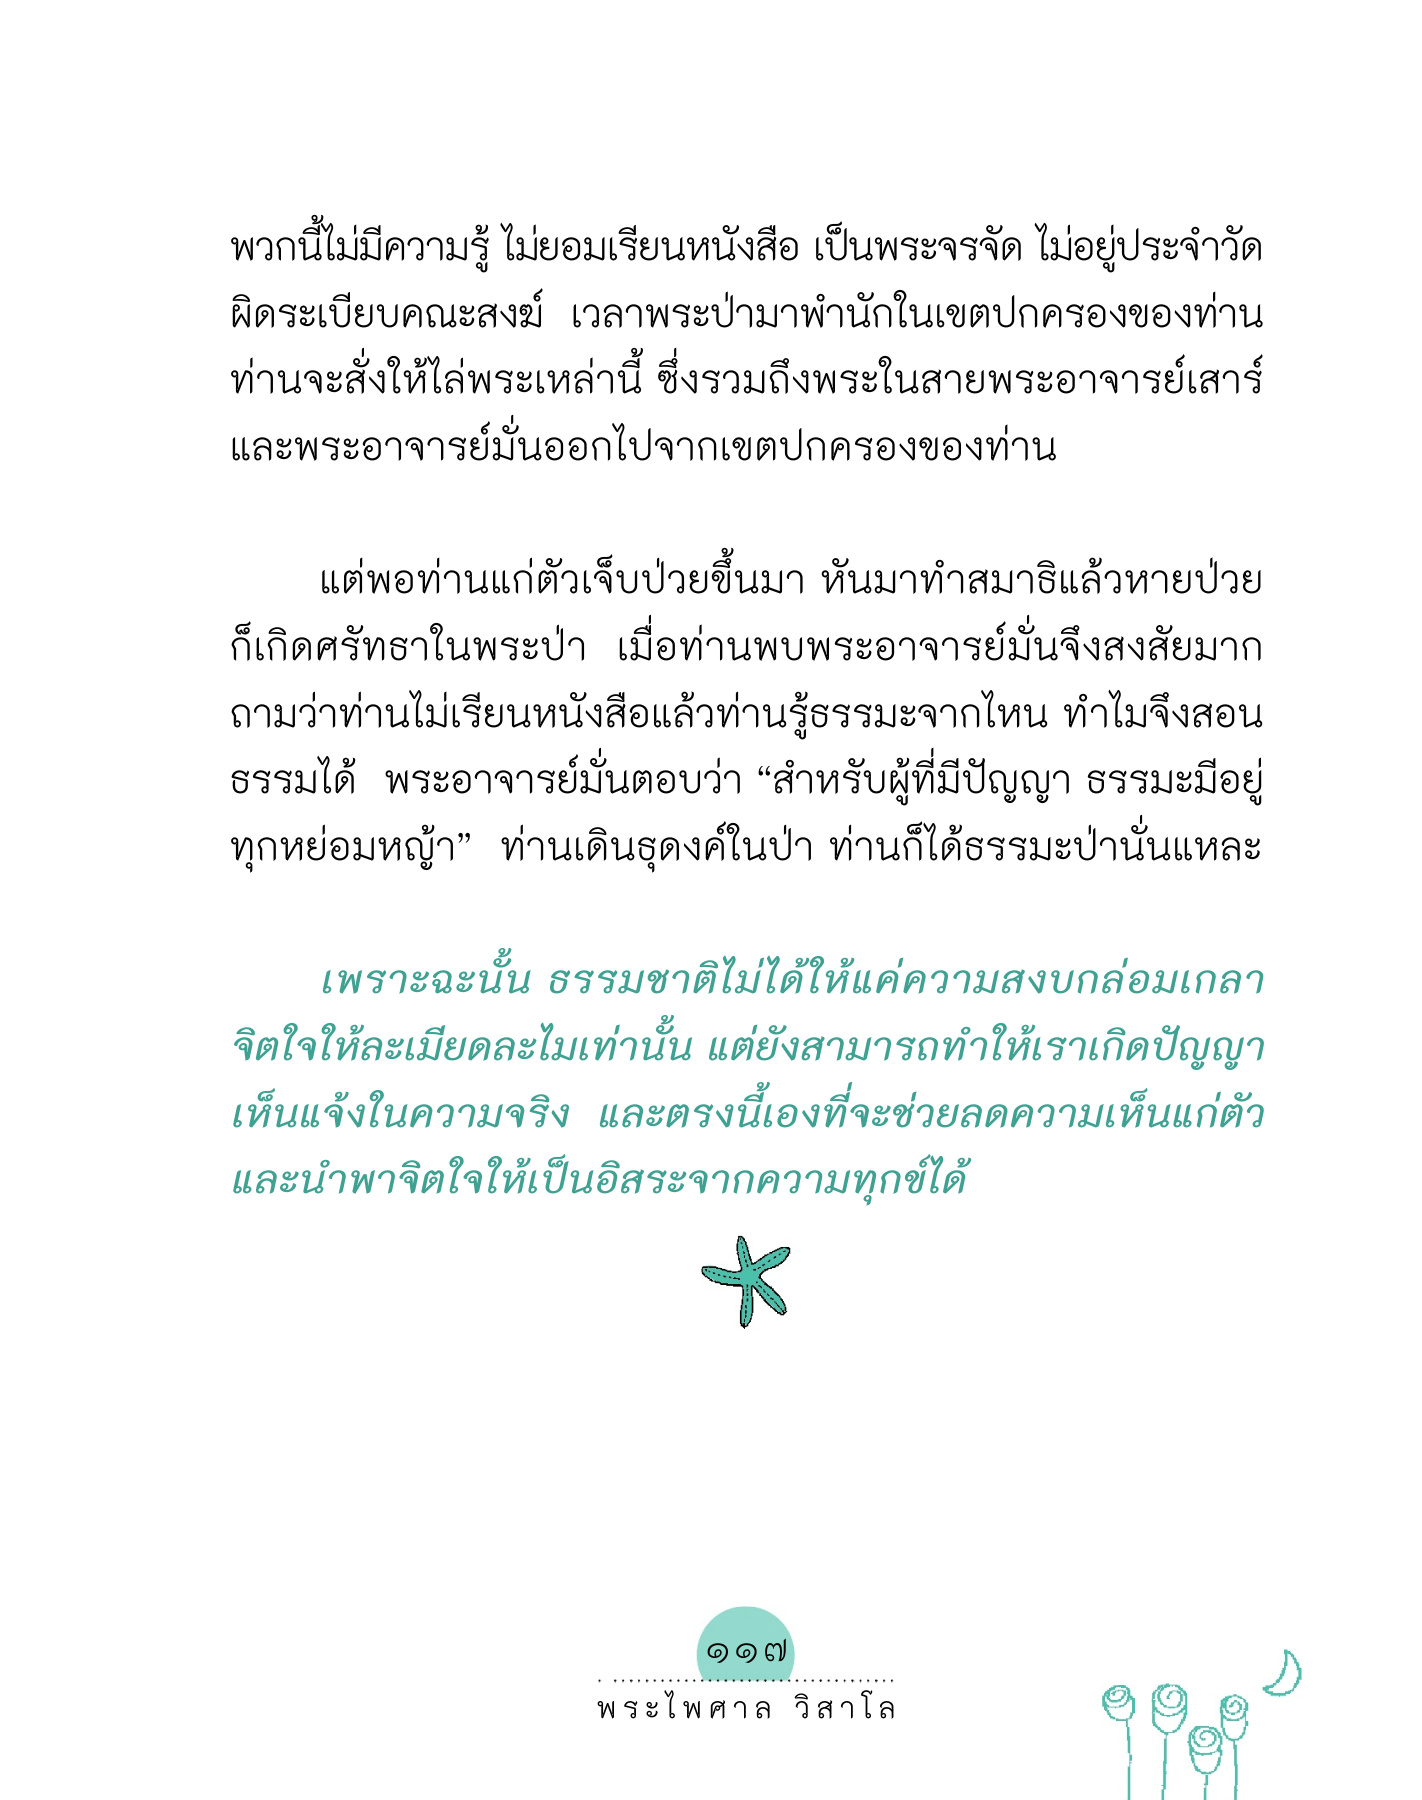 พวกนี้ไม่มีความรู้ ไม่ยอมเรียนหนังสือ เป็นพระจรจัด ไม่อยู่ประจำวัด
ผิดระเบียบคณะสงฆ์ เวลาพระป่ามาพำนักในเขตปกครองของท่าน
ท่านจะสั่งให้ไล่พระเหล่านี้ ซึ่งรวมถึงพระในสายพระอาจารย์เสาร์
และพระอาจารย์มั่นออกไปจากเขตปกครองของท่าน
แต่พอท่านแก่ตัวเจ็บป่วยขึ้นมา หันมาทำสมาธิแล้วหายป่วย
ก็เกิดศรัทธาในพระป่า เมื่อท่านพบพระอาจารย์มั่นจึงสงสัยมาก
ถามว่าท่านไม่เรียนหนังสือแล้วท่านรู้ธรรมะจากไหน ทำไมจึงสอน
ธรรมได้ พระอาจารย์มั่นตอบว่า “สำหรับผู้ที่มีปัญญา ธรรมะมีอยู่
ทุกหย่อมหญ้า” ท่านเดินธุดงค์ในป่า ท่านก็ได้ธรรมะป่านั่นแหละ
เพราะฉะนั้น ธรรมชาติไม่ได้ให้แค่ความสงบกล่อมเกลา
จิตใจให้ละเมียดละไมเท่านั้น แต่ยังสามารถทำให้เราเกิดปัญญา
เห็นแจ้งในความจริง และตรงนี้เองที่จะช่วยลดความเห็นแก่ตัว
และนำพาจิตใจให้เป็นอิสระจากความทุกข์ได้
๑๑๗
พระไพศาล วิสาโล